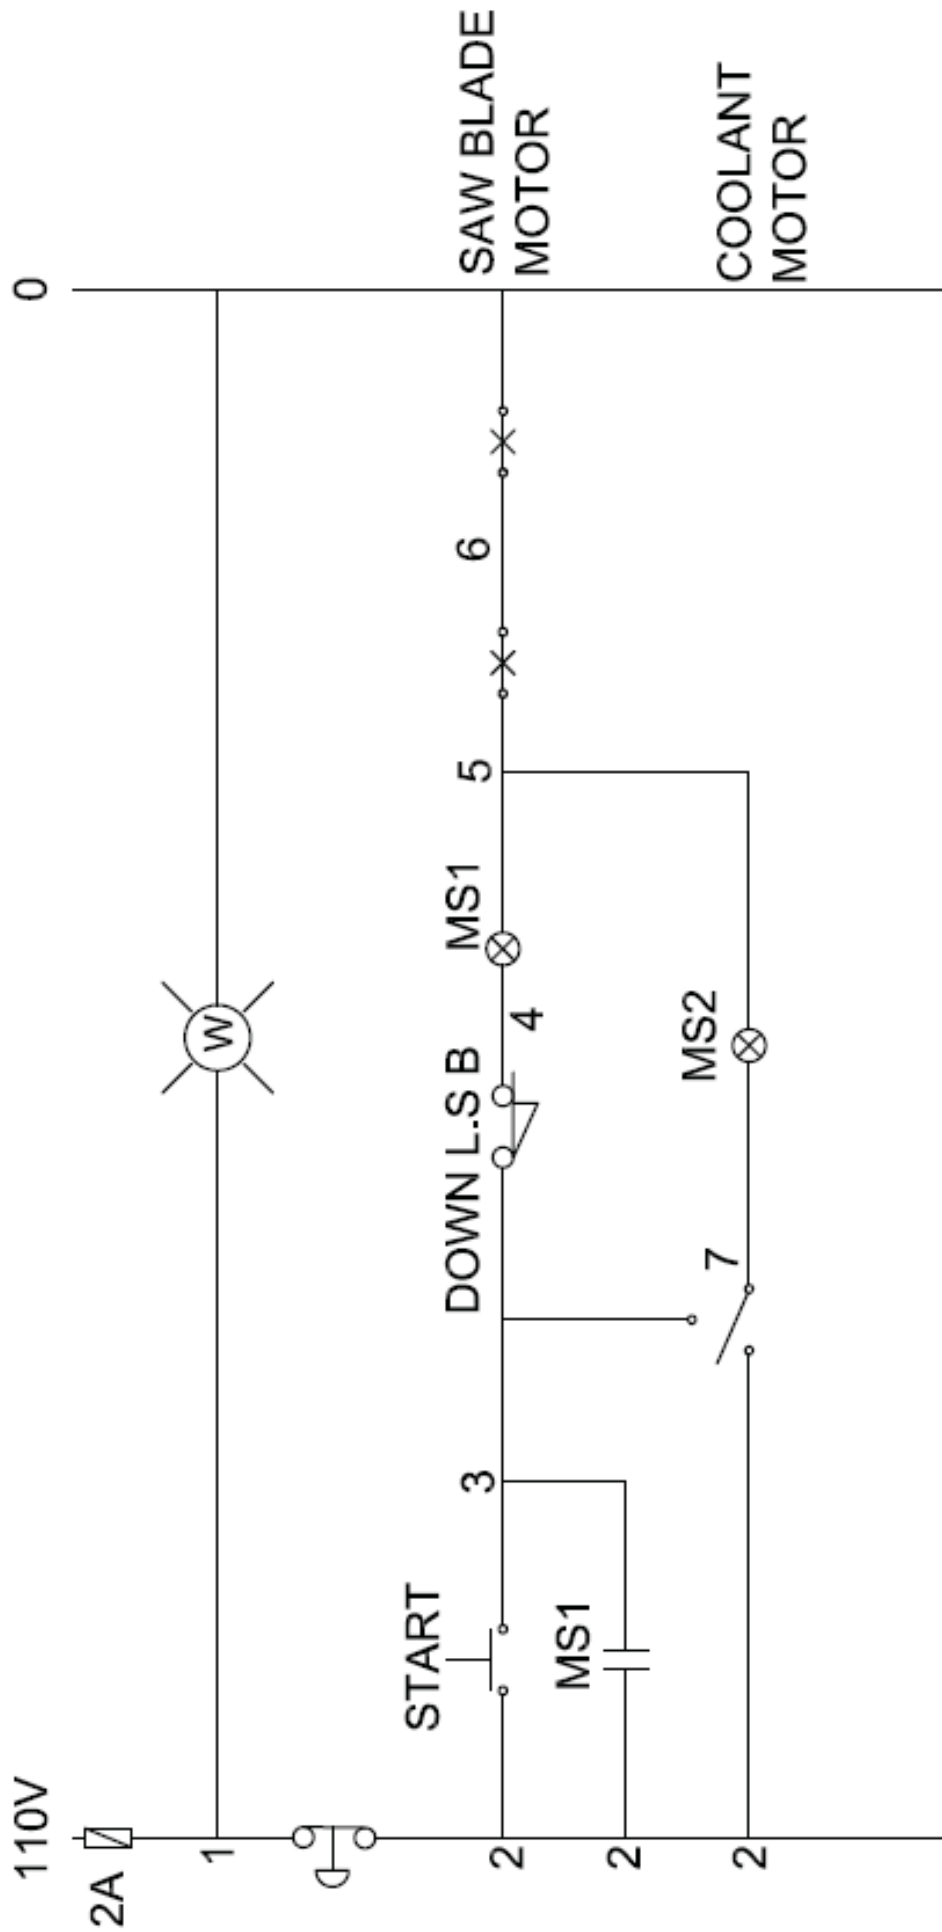 110V
0
2A
1
W
START
3
DOWN L.S B
4
MS1
5
6
SAW BLADE
MOTOR
2
MS1
2
7
MS2
COOLANT
MOTOR
2